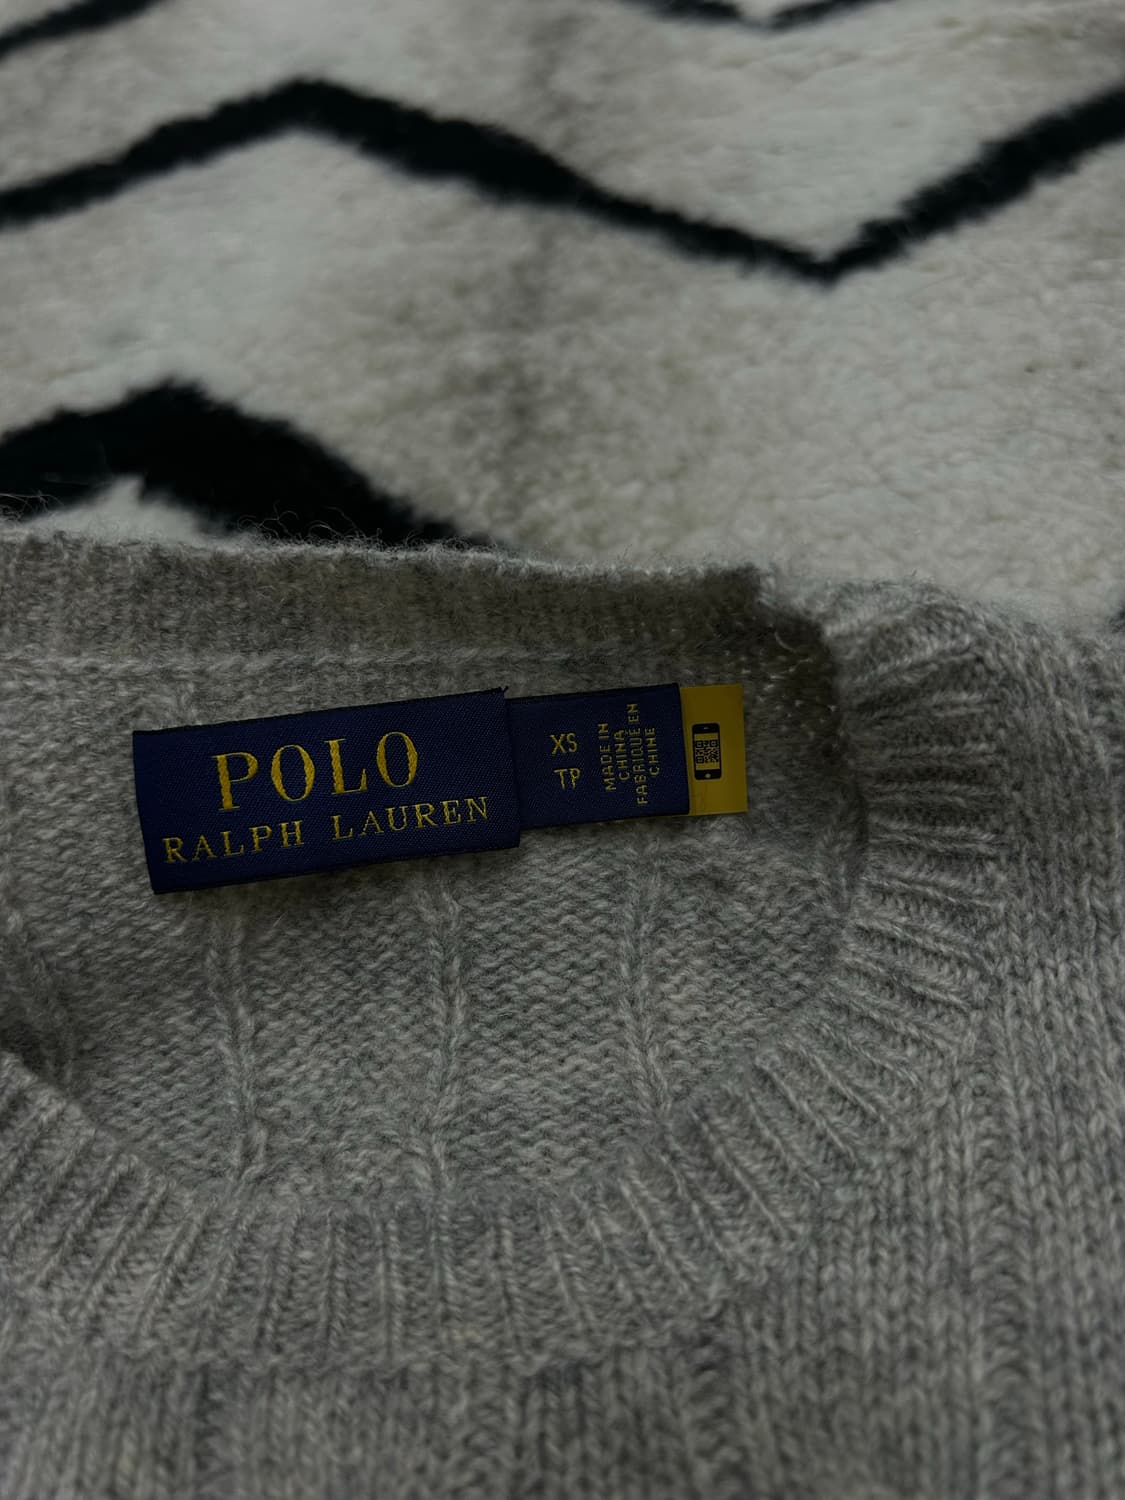 POLO
RALPH LAUREN
XS
TP
MADE IN
CHINA
FABRIQUÉ EN
CHINE